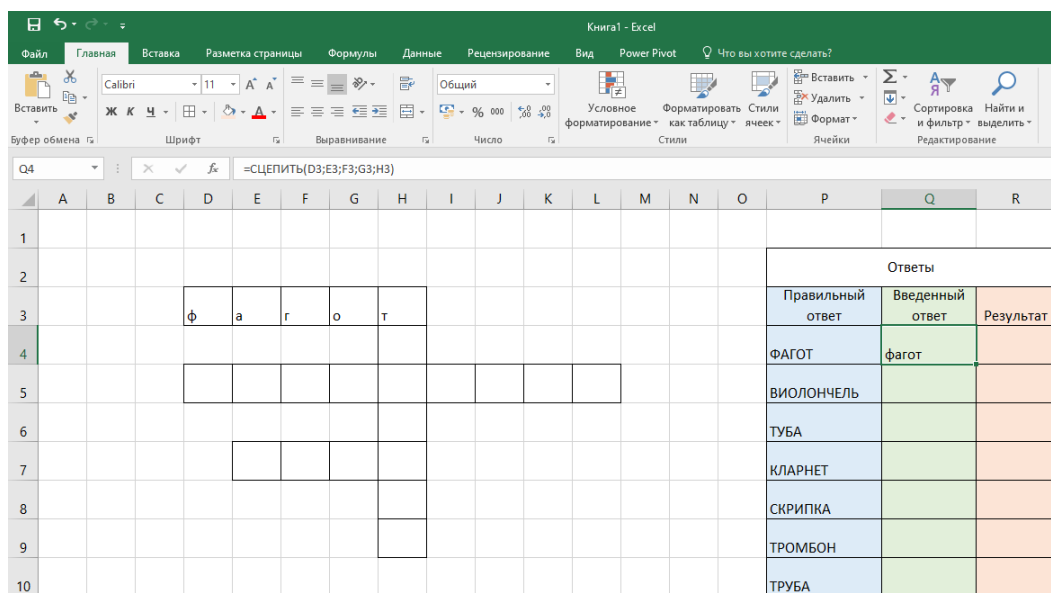 Книга1 - Excel
Файл Главная Вставка Разметка страницы Формулы Данные Рецензирование Вид Power Pivot Что вы хотите сделать?
Вставить
Calibri 11
Ж К Ч А
Общий
% 000
Условное форматирование
Форматировать как таблицу
Стили ячеек
Вставить
Удалить
Формат
Сортировка и фильтр
Найти и выделить
Буфер обмена Шрифт Выравнивание Число Стили Ячейки Редактирование
Q4 fx =СЦЕПИТЬ(D3;E3;F3;G3;H3)
A B C D E F G H I J K L M N O P Q R
1
2 Ответы
3 ф а г о т Правильный ответ Введенный ответ Результат
4 ФАГОТ фагот
5 ВИОЛОНЧЕЛЬ
6 ТУБА
7 КЛАРНЕТ
8 СКРИПКА
9 ТРОМБОН
10 ТРУБА